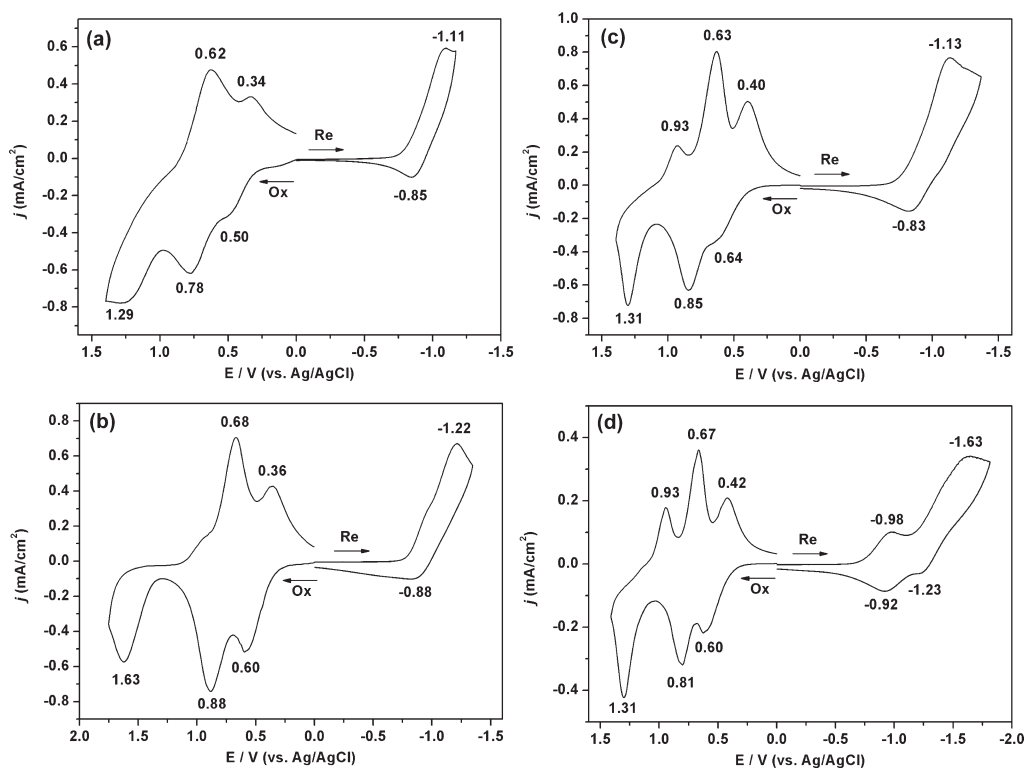 (a)
0.62
0.34
-1.11
Re
Ox
-0.85
0.50
0.78
1.29
j (mA/cm²)
0.6
0.4
0.2
0.0
-0.2
-0.4
-0.6
-0.8
1.5 1.0 0.5 0.0 -0.5 -1.0 -1.5
E / V (vs. Ag/AgCl)
(c)
0.63
-1.13
0.40
0.93
Re
Ox
-0.83
0.64
0.85
1.31
j (mA/cm²)
1.0
0.8
0.6
0.4
0.2
0.0
-0.2
-0.4
-0.6
-0.8
1.5 1.0 0.5 0.0 -0.5 -1.0 -1.5
E / V (vs. Ag/AgCl)
(b)
0.68
-1.22
0.36
Re
Ox
-0.88
0.60
1.63
0.88
j (mA/cm²)
0.8
0.6
0.4
0.2
0.0
-0.2
-0.4
-0.6
-0.8
2.0 1.5 1.0 0.5 0.0 -0.5 -1.0 -1.5
E / V (vs. Ag/AgCl)
(d)
0.67
-1.63
0.93
0.42
-0.98
Re
Ox
-0.92
-1.23
0.60
0.81
1.31
j (mA/cm²)
0.4
0.2
0.0
-0.2
-0.4
1.5 1.0 0.5 0.0 -0.5 -1.0 -1.5 -2.0
E / V (vs. Ag/AgCl)